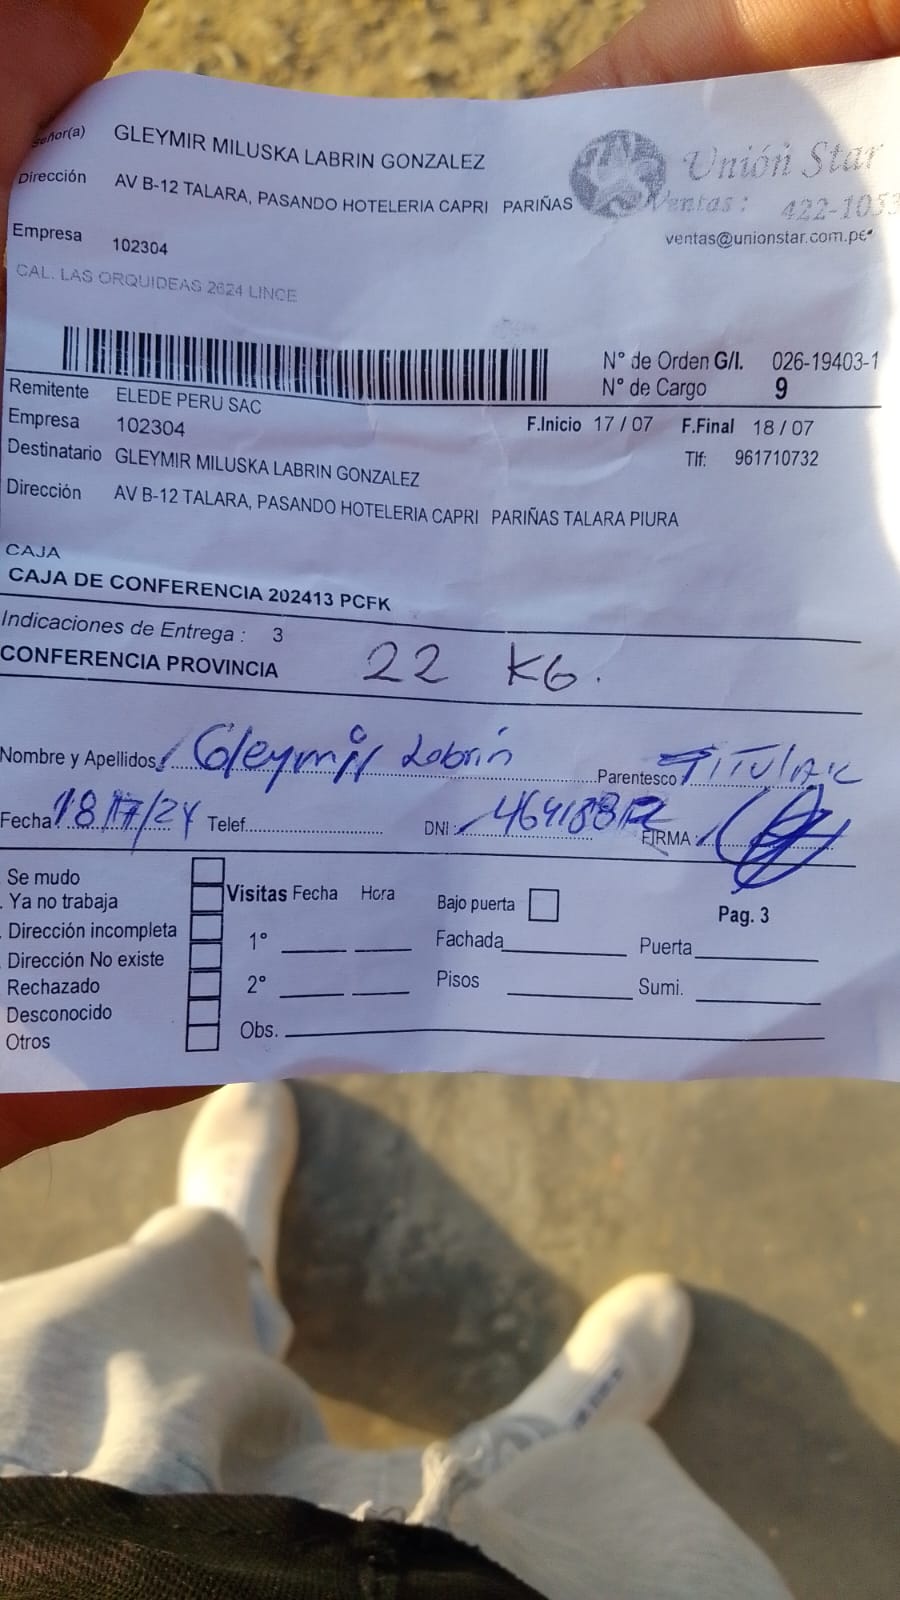 Señor(a) GLEYMIR MILUSKA LABRIN GONZALEZ
Unión Star
Dirección AV B-12 TALARA, PASANDO HOTELERIA CAPRI PARIÑAS
Ventas: 422-1053
Empresa 102304
ventas@unionstar.com.pe
CAL. LAS ORQUIDEAS 2624 LINCE
N° de Orden G/I. 026-19403-1
N° de Cargo 9
Remitente ELEDE PERU SAC
Empresa 102304
F.Inicio 17 / 07 F.Final 18 / 07
Destinatario GLEYMIR MILUSKA LABRIN GONZALEZ
Tlf: 961710732
Dirección AV B-12 TALARA, PASANDO HOTELERIA CAPRI PARIÑAS TALARA PIURA
CAJA
CAJA DE CONFERENCIA 202413 PCFK
Indicaciones de Entrega : 3
CONFERENCIA PROVINCIA 22 KG.
Nombre y Apellidos Gleymir Labrin Parentesco TITULAR
Fecha 18/7/24 Telef. DNI: FIRMA:
Se mudo
Ya no trabaja
Dirección incompleta
Dirección No existe
Rechazado
Desconocido
Otros
Visitas Fecha Hora Bajo puerta Pag. 3
1° Fachada Puerta
2° Pisos Sumi.
Obs.